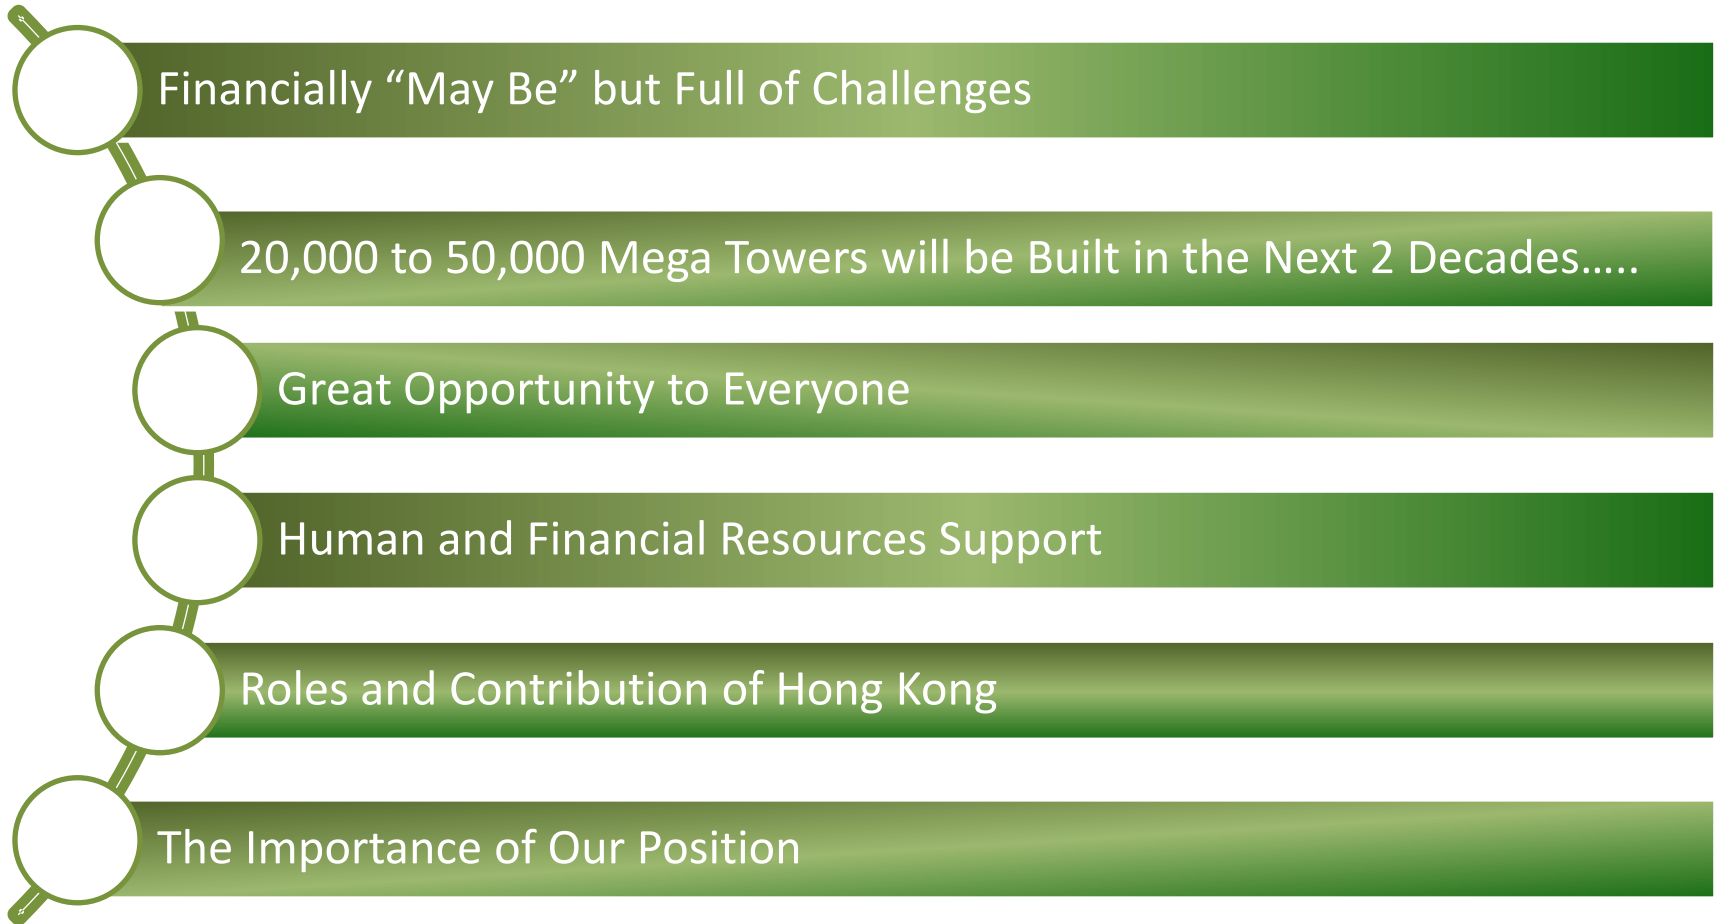 Financially “May Be” but Full of Challenges
20,000 to 50,000 Mega Towers will be Built in the Next 2 Decades…..
Great Opportunity to Everyone
Human and Financial Resources Support
Roles and Contribution of Hong Kong
The Importance of Our Position